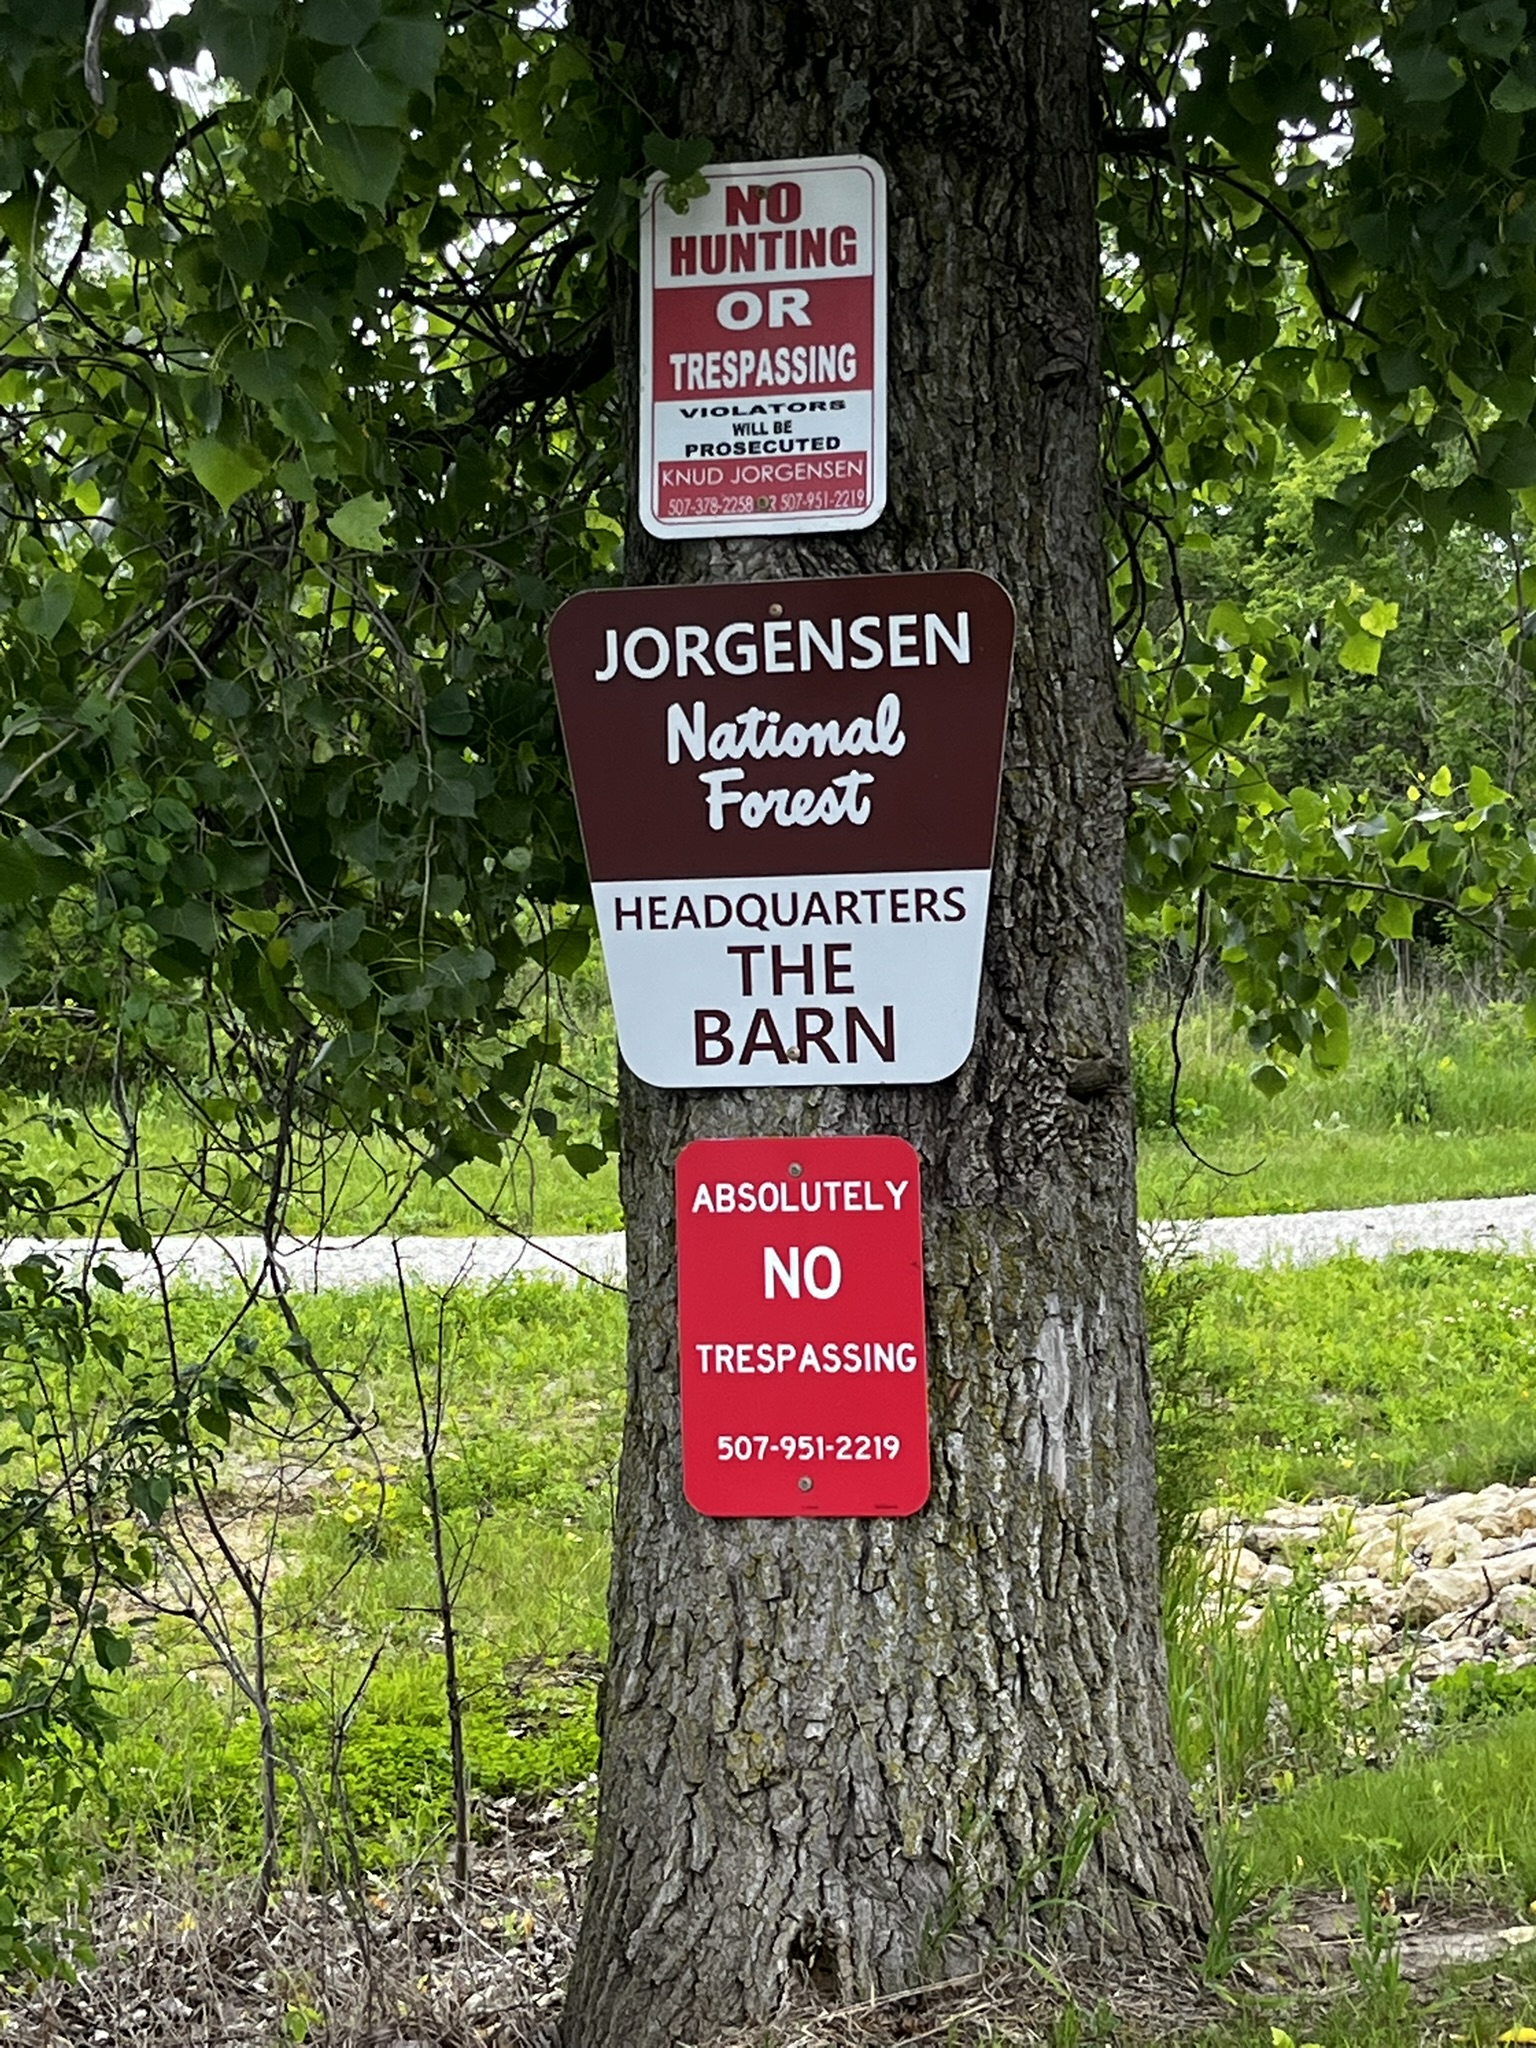 NO
HUNTING
OR
TRESPASSING
VIOLATORS
WILL BE
PROSECUTED
KNUD JORGENSEN
507-378-2258 OR 507-951-2219
JORGENSEN
National
Forest
HEADQUARTERS
THE
BARN
ABSOLUTELY
NO
TRESPASSING
507-951-2219